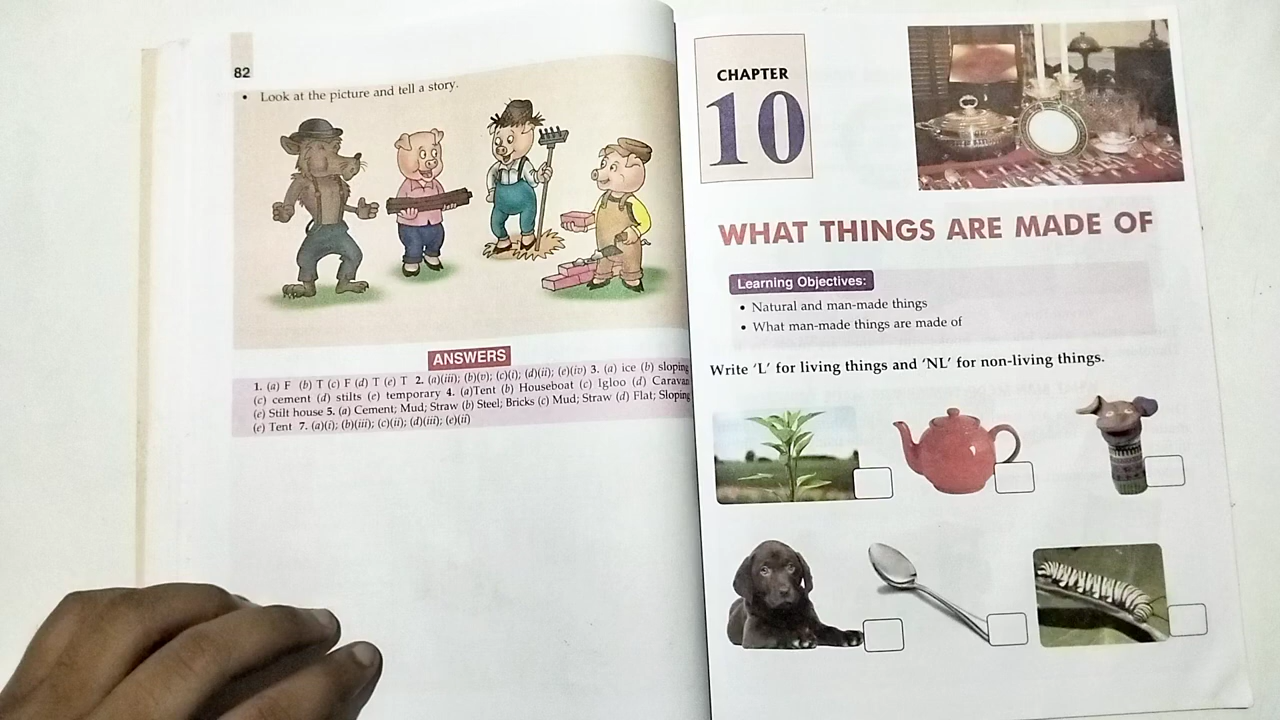 82
• Look at the picture and tell a story.
ANSWERS
1. (a) F (b) T (c) F (d) T (e) T 2. (a)(iii); (b)(v); (c)(i); (d)(ii); (e)(iv) 3. (a) ice (b) sloping
(c) cement (d) stilts (e) temporary 4. (a)Tent (b) Houseboat (c) Igloo (d) Caravan
(e) Stilt house 5. (a) Cement; Mud; Straw (b) Steel; Bricks (c) Mud; Straw (d) Flat; Sloping
(e) Tent 7. (a)(i); (b)(iii); (c)(ii); (d)(iii); (e)(ii)
CHAPTER
10
WHAT THINGS ARE MADE OF
Learning Objectives:
• Natural and man-made things
• What man-made things are made of
Write 'L' for living things and 'NL' for non-living things.